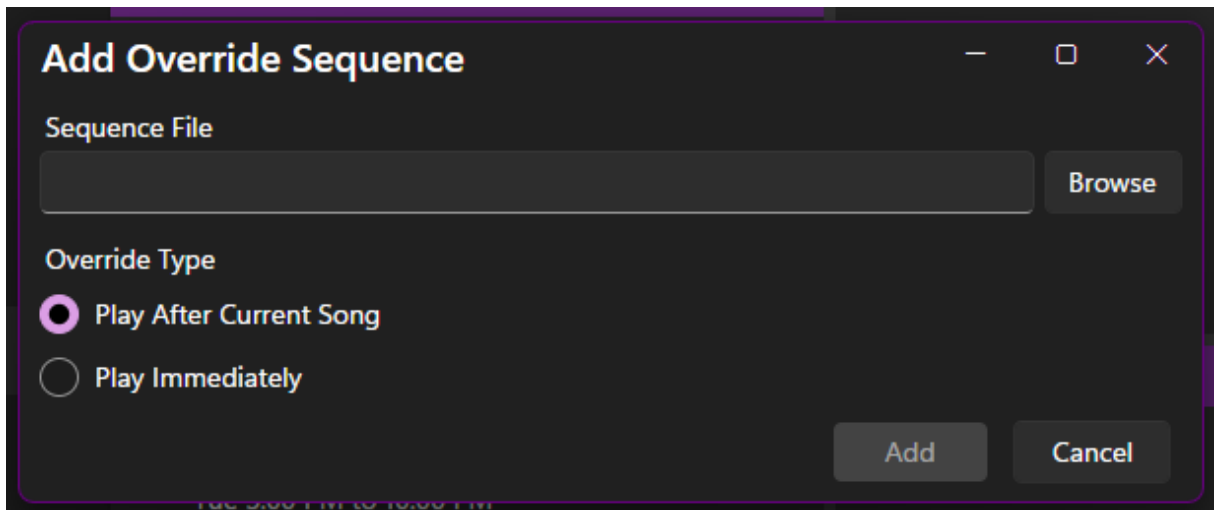 Add Override Sequence
Sequence File
Browse
Override Type
Play After Current Song
Play Immediately
Add Cancel